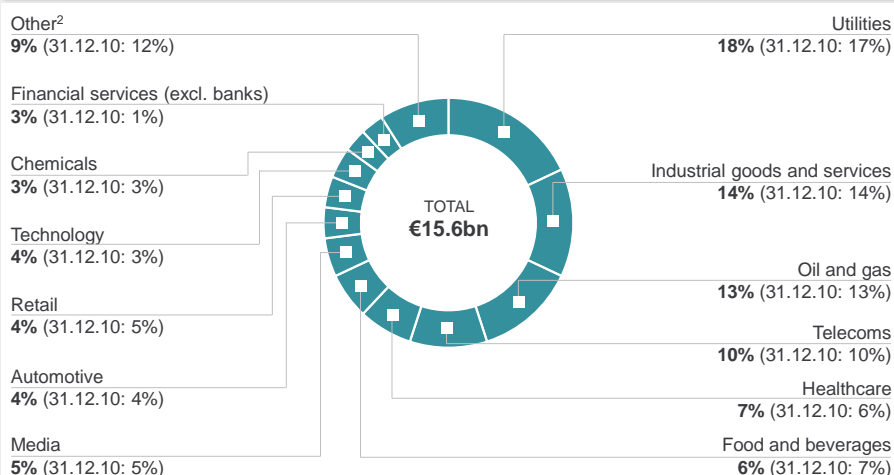 Other²
9% (31.12.10: 12%)
Financial services (excl. banks)
3% (31.12.10: 1%)
Chemicals
3% (31.12.10: 3%)
Technology
4% (31.12.10: 3%)
Retail
4% (31.12.10: 5%)
Automotive
4% (31.12.10: 4%)
Media
5% (31.12.10: 5%)
TOTAL
€15.6bn
Utilities
18% (31.12.10: 17%)
Industrial goods and services
14% (31.12.10: 14%)
Oil and gas
13% (31.12.10: 13%)
Telecoms
10% (31.12.10: 10%)
Healthcare
7% (31.12.10: 6%)
Food and beverages
6% (31.12.10: 7%)